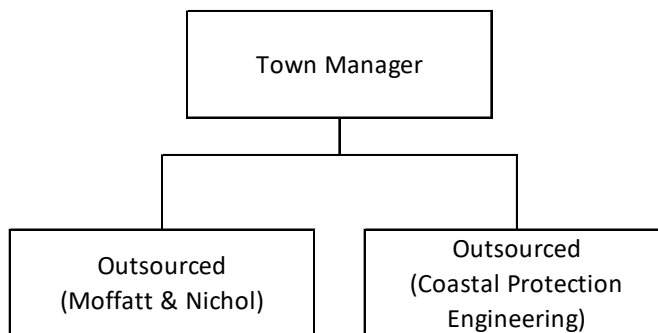 Town Manager
Outsourced
(Moffatt & Nichol)
Outsourced
(Coastal Protection
Engineering)